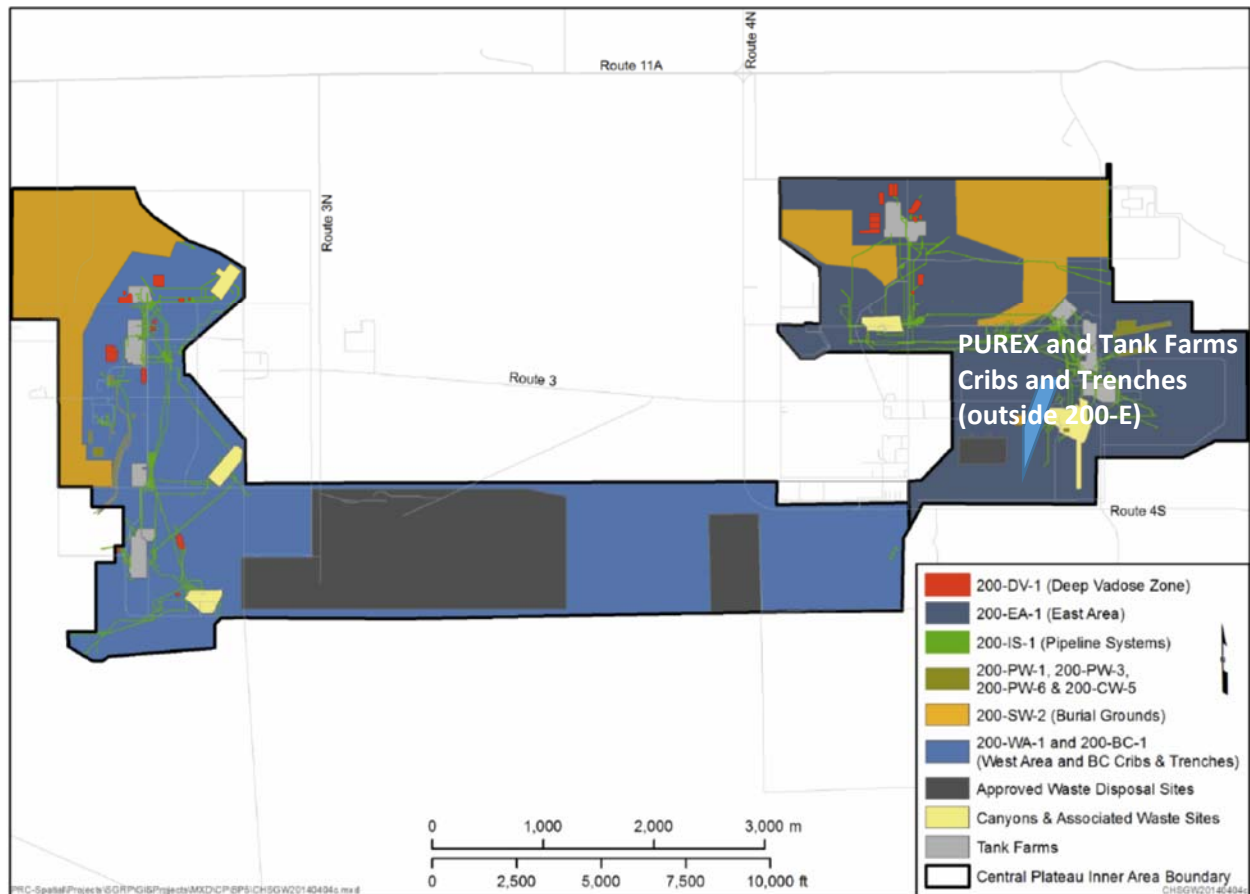 Route 11A
Route 4N
Route 3N
Route 3
PUREX and Tank Farms
Cribs and Trenches
(outside 200-E)
Route 4S
200-DV-1 (Deep Vadose Zone)
200-EA-1 (East Area)
200-IS-1 (Pipeline Systems)
200-PW-1, 200-PW-3,
200-PW-6 & 200-CW-5
200-SW-2 (Burial Grounds)
200-WA-1 and 200-BC-1
(West Area and BC Cribs & Trenches)
Approved Waste Disposal Sites
Canyons & Associated Waste Sites
Tank Farms
Central Plateau Inner Area Boundary
0 1,000 2,000 3,000 m
0 2,500 5,000 7,500 10,000 ft
CHSGW20140404c